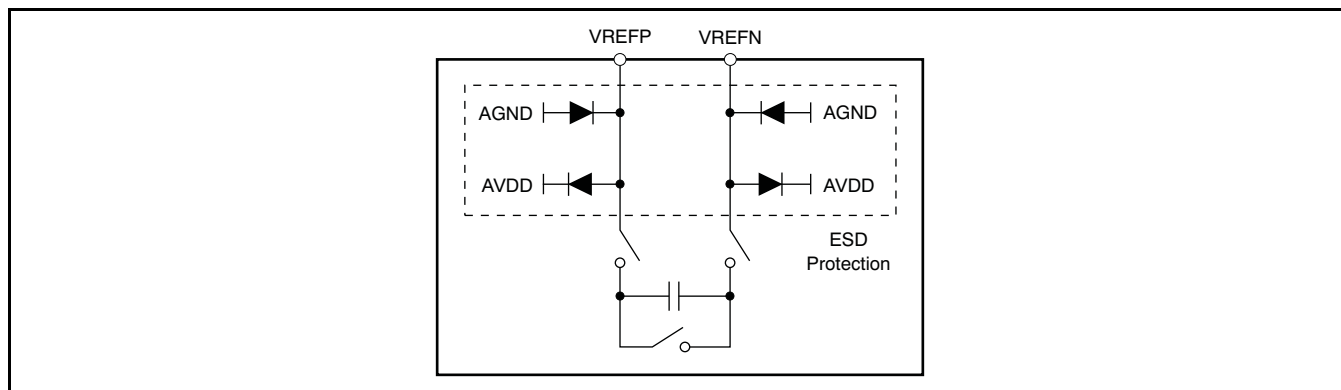 VREFP VREFN
AGND AGND
AVDD AVDD
ESD
Protection